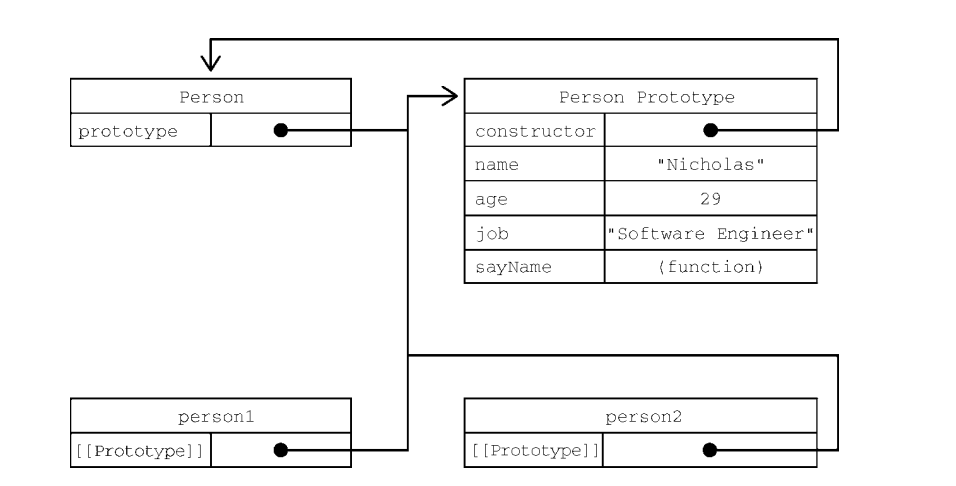 Person
prototype
Person Prototype
constructor
name "Nicholas"
age 29
job "Software Engineer"
sayName (function)
person1
[[Prototype]]
person2
[[Prototype]]